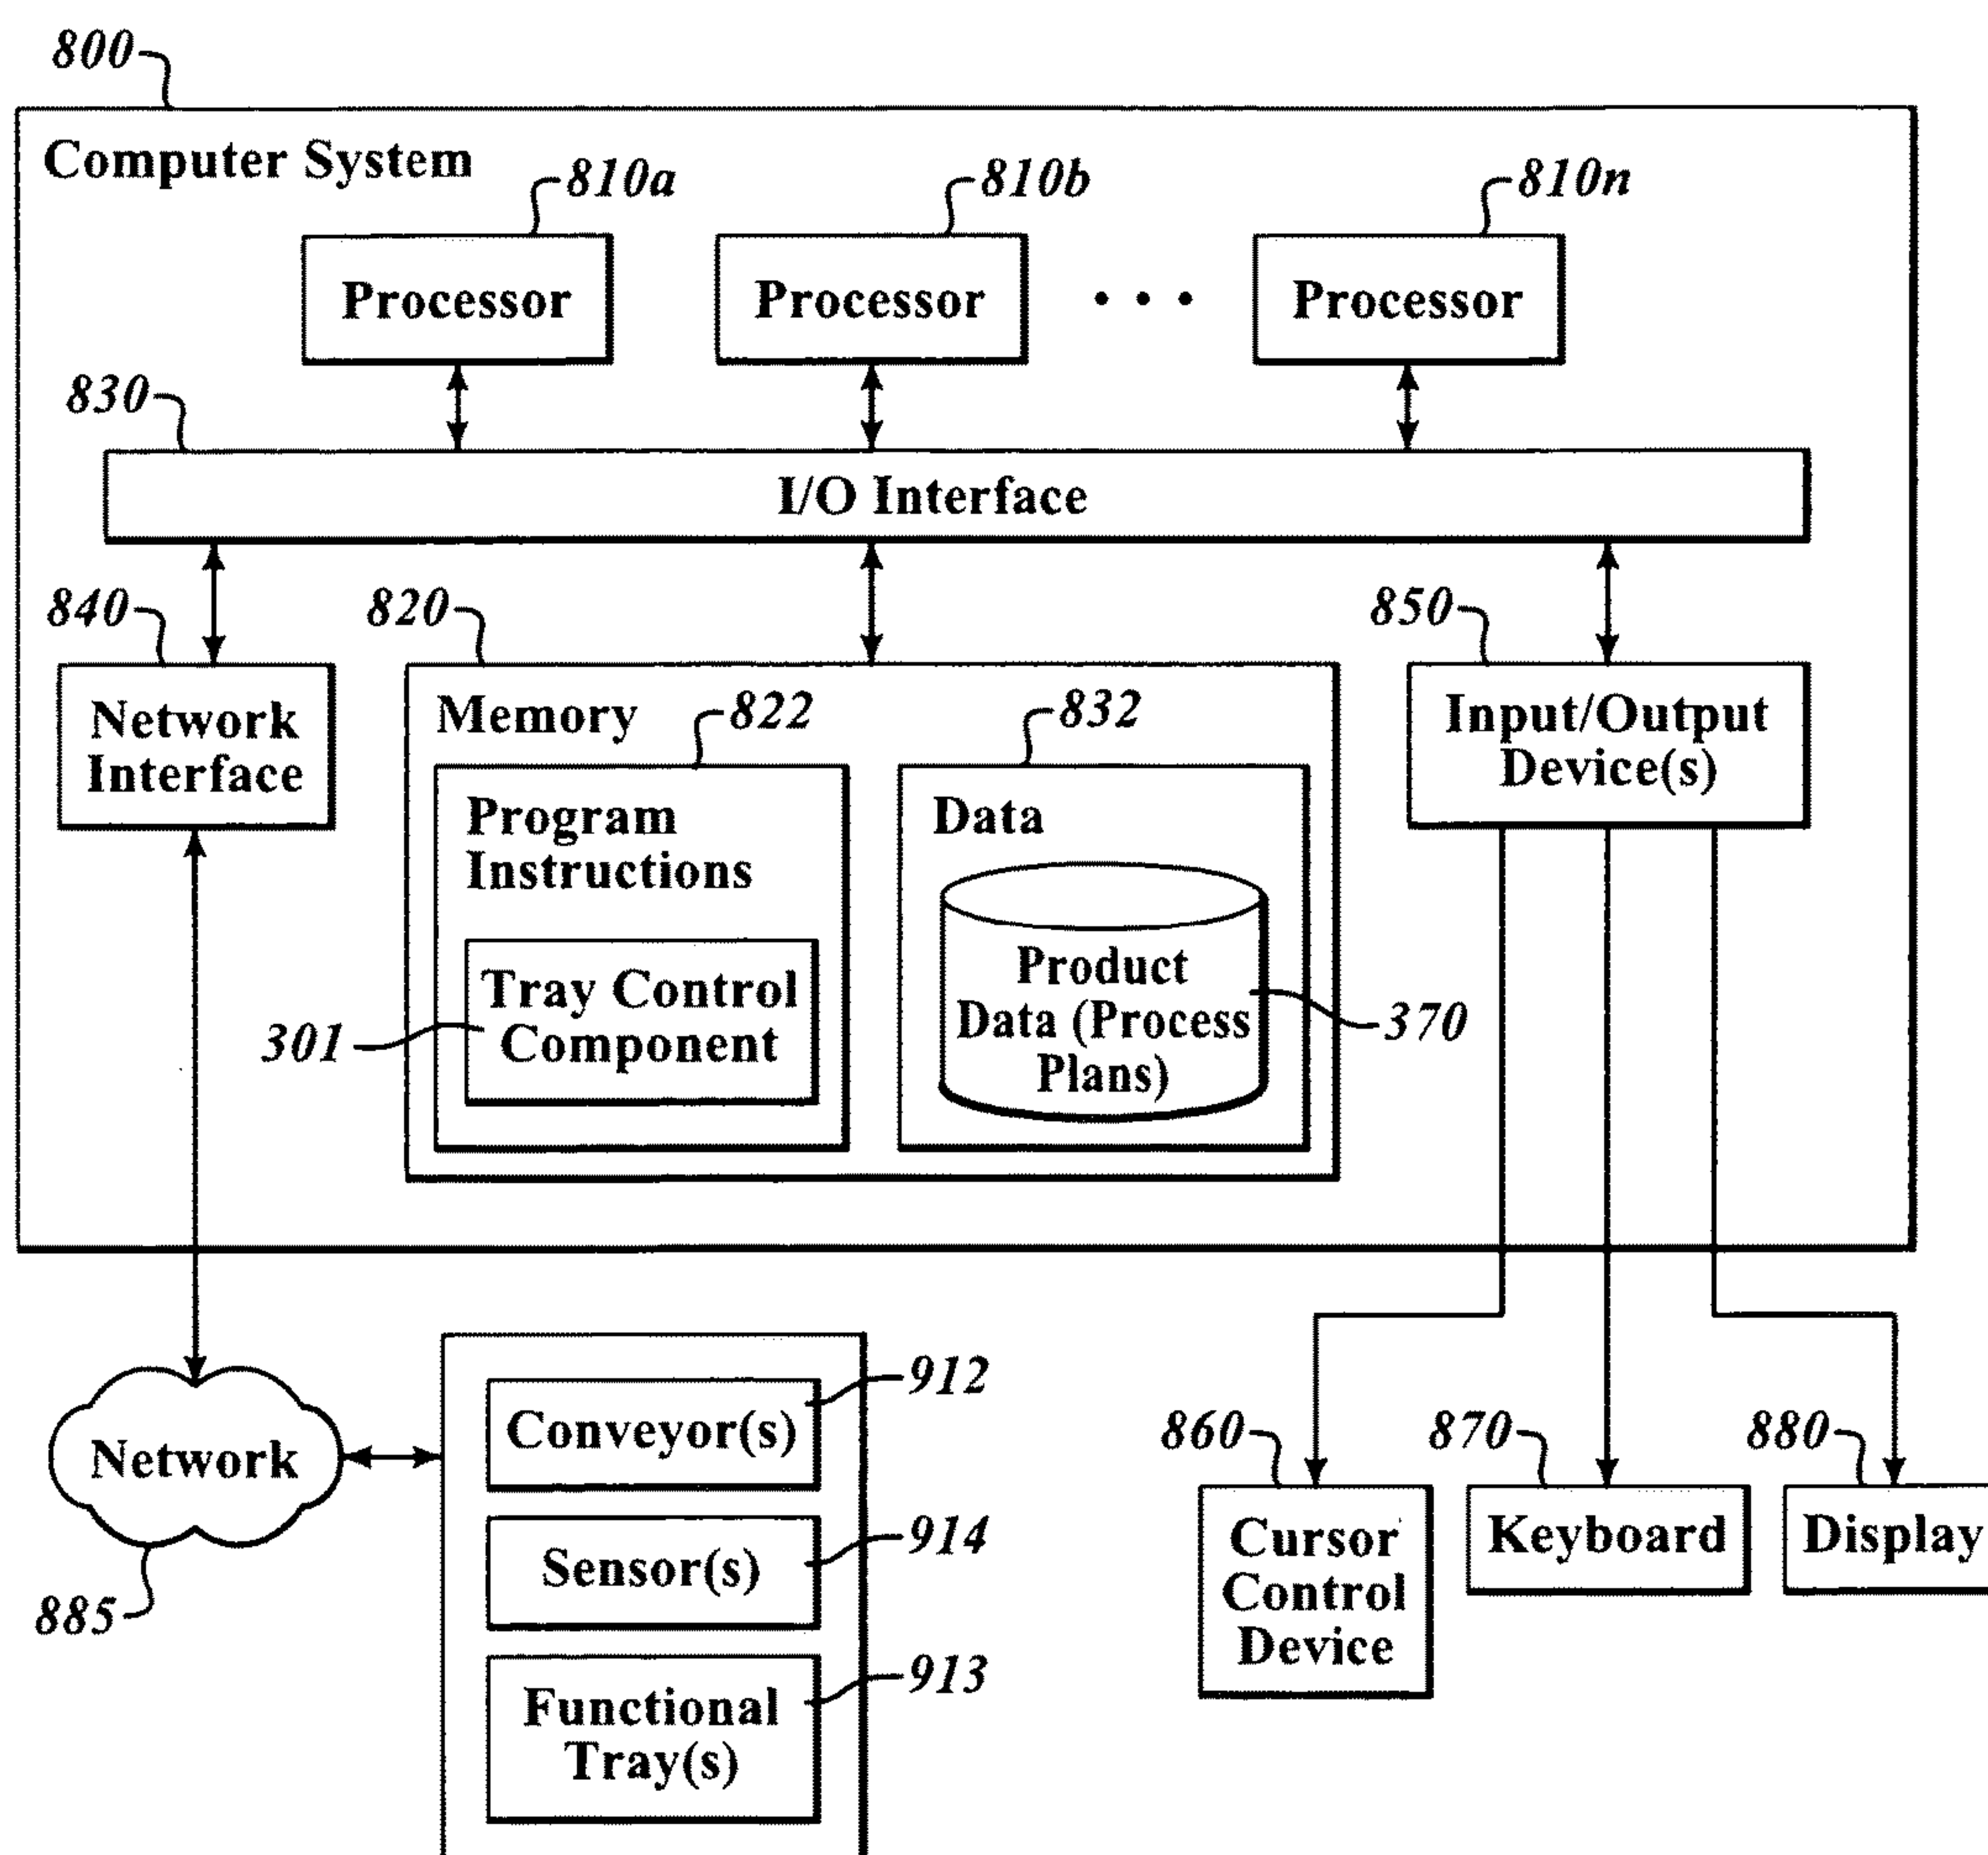 800
Computer System
810a
810b
810n
Processor
Processor
• • •
Processor
830
I/O Interface
840
820
850
Network
Interface
Memory
822
832
Input/Output
Device(s)
Program
Instructions
Data
Tray Control
Component
301
Product
Data (Process
Plans)
370
Network
885
Conveyor(s)
912
Sensor(s)
914
Functional
Tray(s)
913
860
870
880
Cursor
Control
Device
Keyboard
Display